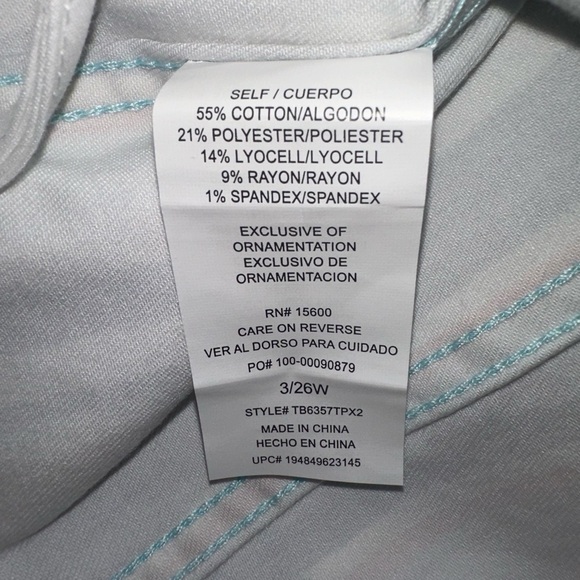 SELF / CUERPO
55% COTTON/ALGODON
21% POLYESTER/POLIESTER
14% LYOCELL/LYOCELL
9% RAYON/RAYON
1% SPANDEX/SPANDEX
EXCLUSIVE OF
ORNAMENTATION
EXCLUSIVO DE
ORNAMENTACION
RN# 15600
CARE ON REVERSE
VER AL DORSO PARA CUIDADO
PO# 100-00090879
3/26W
STYLE# TB6357TPX2
MADE IN CHINA
HECHO EN CHINA
UPC# 194849623145